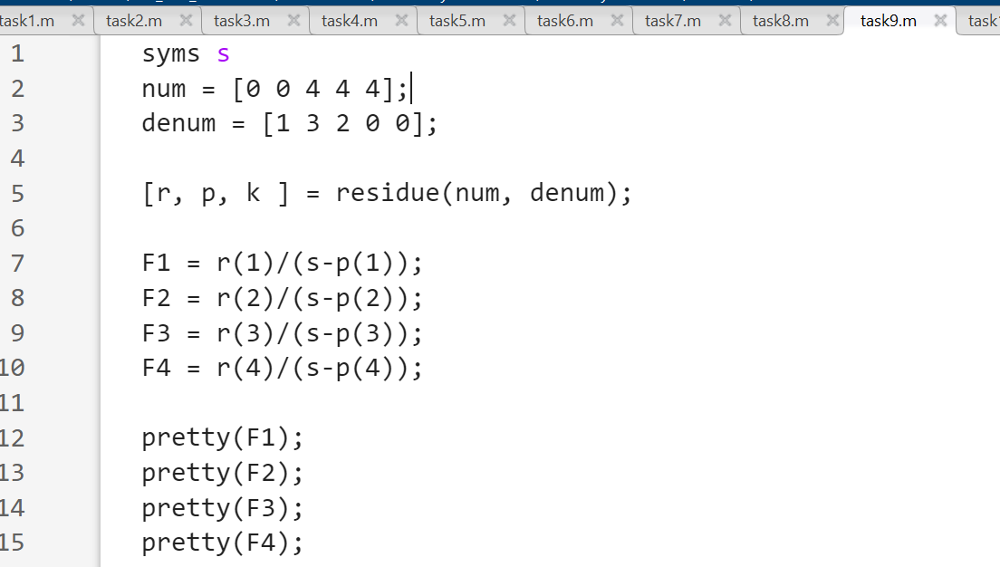 task1.m task2.m task3.m task4.m task5.m task6.m task7.m task8.m task9.m task
1 syms s
2 num = [0 0 4 4 4];
3 denum = [1 3 2 0 0];
4
5 [r, p, k ] = residue(num, denum);
6
7 F1 = r(1)/(s-p(1));
8 F2 = r(2)/(s-p(2));
9 F3 = r(3)/(s-p(3));
10 F4 = r(4)/(s-p(4));
11
12 pretty(F1);
13 pretty(F2);
14 pretty(F3);
15 pretty(F4);